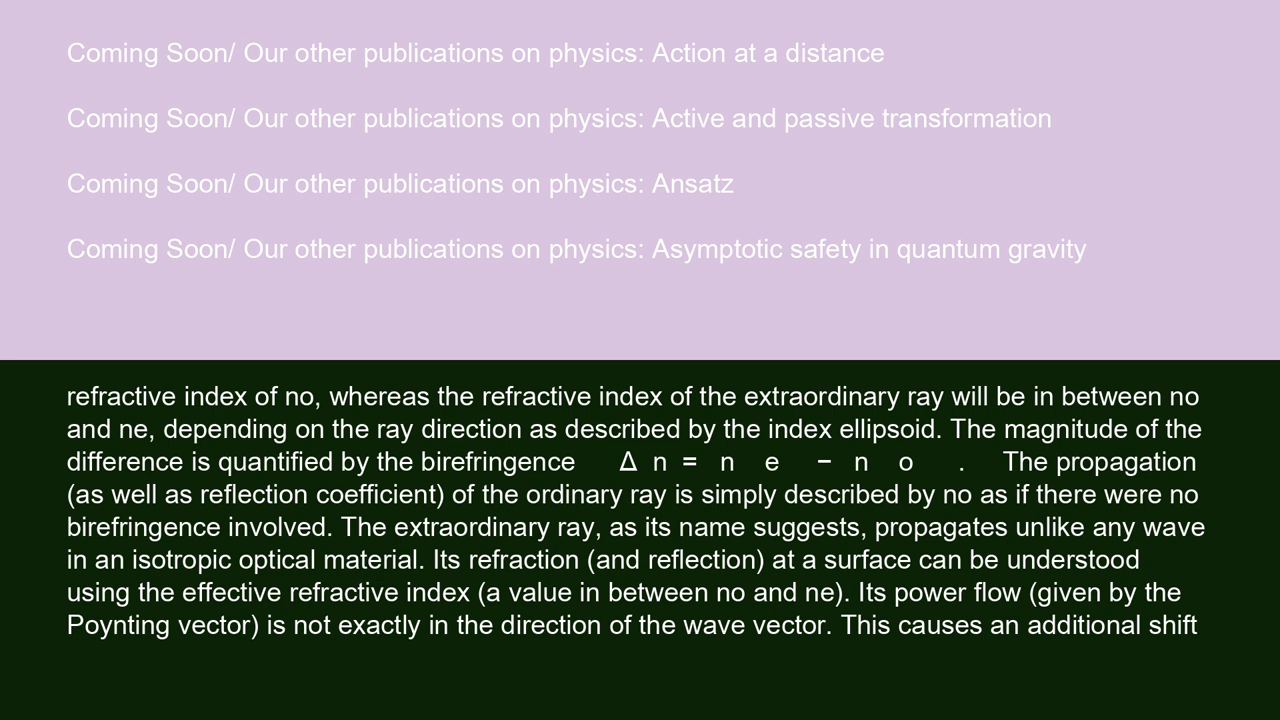 Coming Soon/ Our other publications on physics: Action at a distance
Coming Soon/ Our other publications on physics: Active and passive transformation
Coming Soon/ Our other publications on physics: Ansatz
Coming Soon/ Our other publications on physics: Asymptotic safety in quantum gravity
refractive index of no, whereas the refractive index of the extraordinary ray will be in between no
and ne, depending on the ray direction as described by the index ellipsoid. The magnitude of the
difference is quantified by the birefringence Δ n = n e − n o . The propagation
(as well as reflection coefficient) of the ordinary ray is simply described by no as if there were no
birefringence involved. The extraordinary ray, as its name suggests, propagates unlike any wave
in an isotropic optical material. Its refraction (and reflection) at a surface can be understood
using the effective refractive index (a value in between no and ne). Its power flow (given by the
Poynting vector) is not exactly in the direction of the wave vector. This causes an additional shift